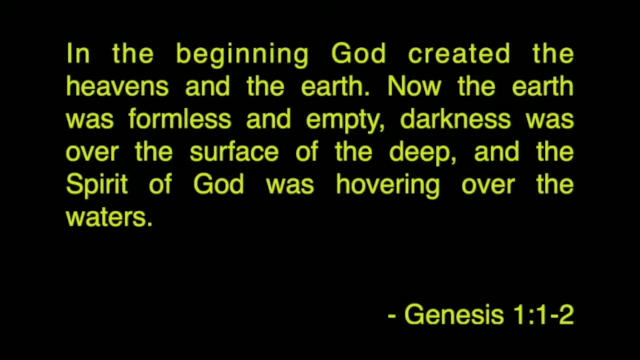 In the beginning God created the
heavens and the earth. Now the earth
was formless and empty, darkness was
over the surface of the deep, and the
Spirit of God was hovering over the
waters.
- Genesis 1:1-2